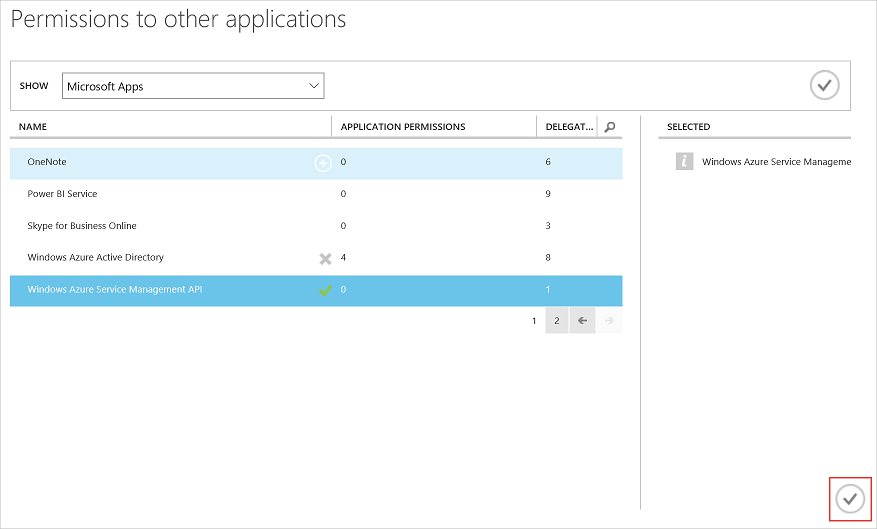 Permissions to other applications
SHOW Microsoft Apps
NAME APPLICATION PERMISSIONS DELEGAT... SELECTED
OneNote 0 6 Windows Azure Service Manageme
Power BI Service 0 9
Skype for Business Online 0 3
Windows Azure Active Directory 4 8
Windows Azure Service Management API 0 1
1 2